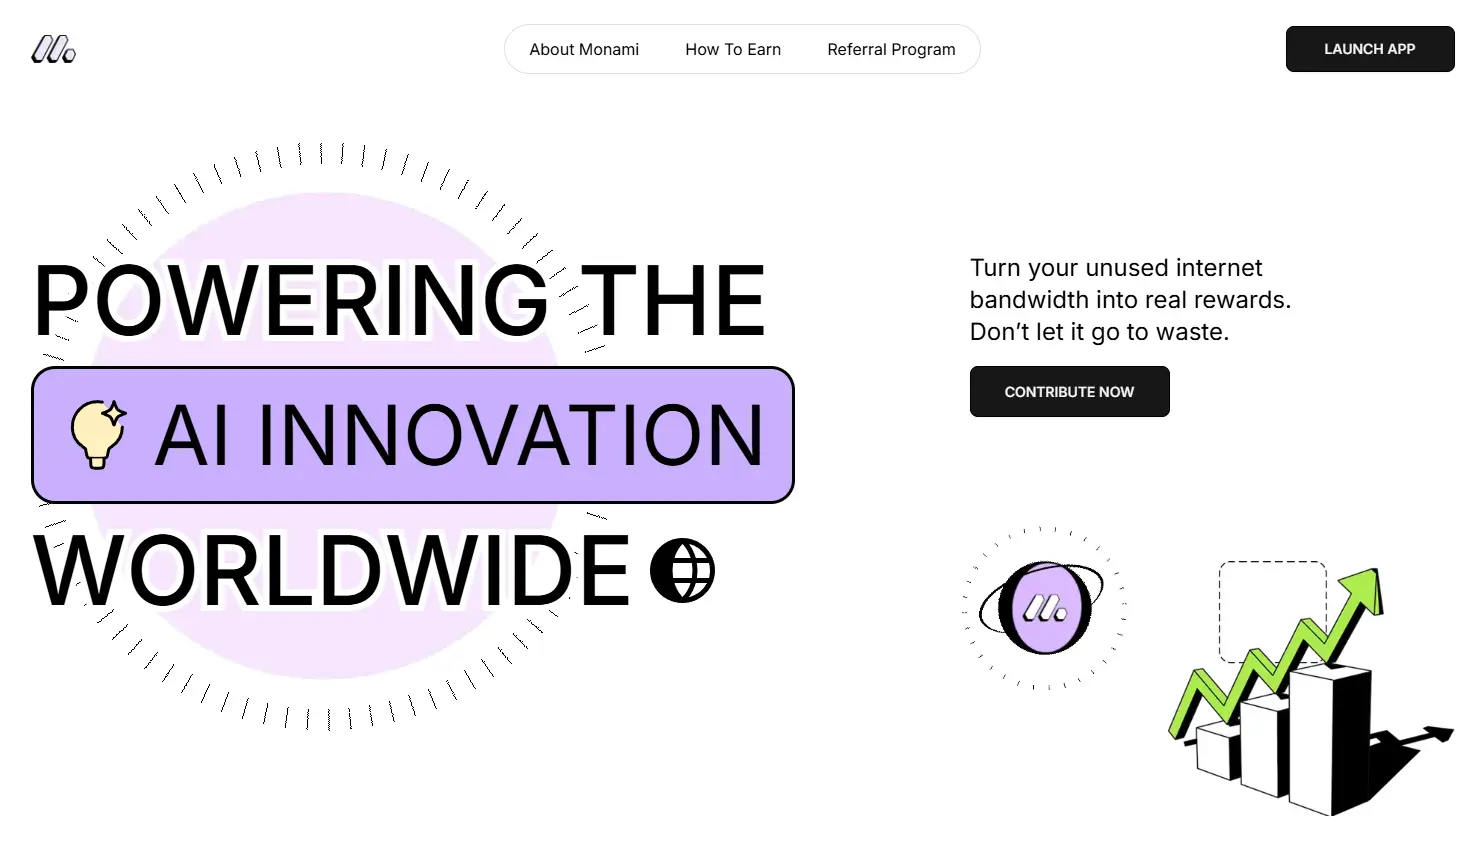 About Monami
How To Earn
Referral Program
LAUNCH APP
POWERING THE
AI INNOVATION
WORLDWIDE
Turn your unused internet
bandwidth into real rewards.
Don’t let it go to waste.
CONTRIBUTE NOW